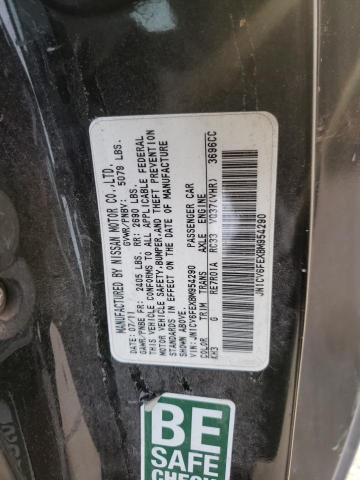 MANUFACTURED BY NISSAN MOTOR CO.,LTD.
DATE: 07/11 GVWR/PNBV: 5079 LBS.
GAWR/PNBE FR: 2405 LBS. RR: 2690 LBS.
THIS VEHICLE CONFORMS TO ALL APPLICABLE FEDERAL
MOTOR VEHICLE SAFETY,BUMPER,AND THEFT PREVENTION
STANDARDS IN EFFECT ON THE DATE OF MANUFACTURE
SHOWN ABOVE.
VIN: JN1CV6FEXBM954290 PASSENGER CAR
COLOR TRIM TRANS AXLE ENGINE
KH3 G RE7R01A RC33 VQ37(VHR) 3696CC
JN1CV6FEXBM954290
BE
SAFE
CHECK